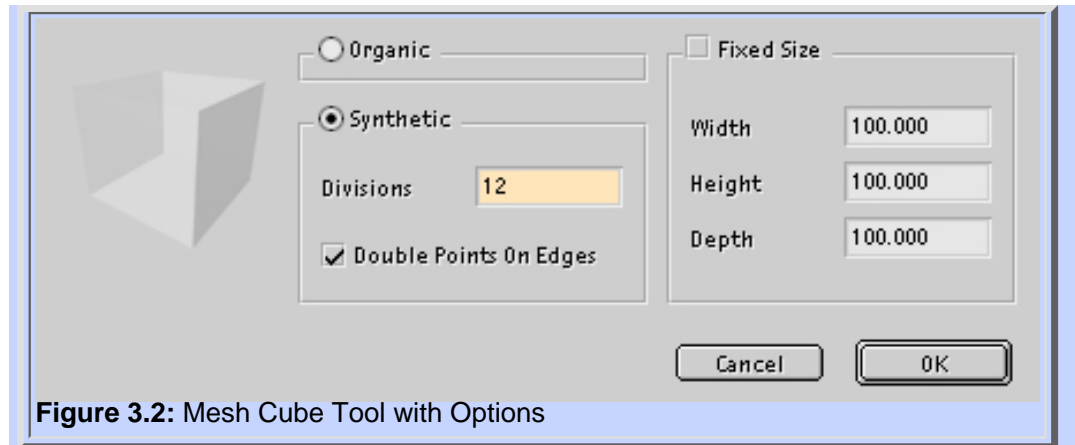 Organic
Synthetic
Divisions 12
Double Points On Edges
Fixed Size
Width 100.000
Height 100.000
Depth 100.000
Cancel OK
Figure 3.2: Mesh Cube Tool with Options